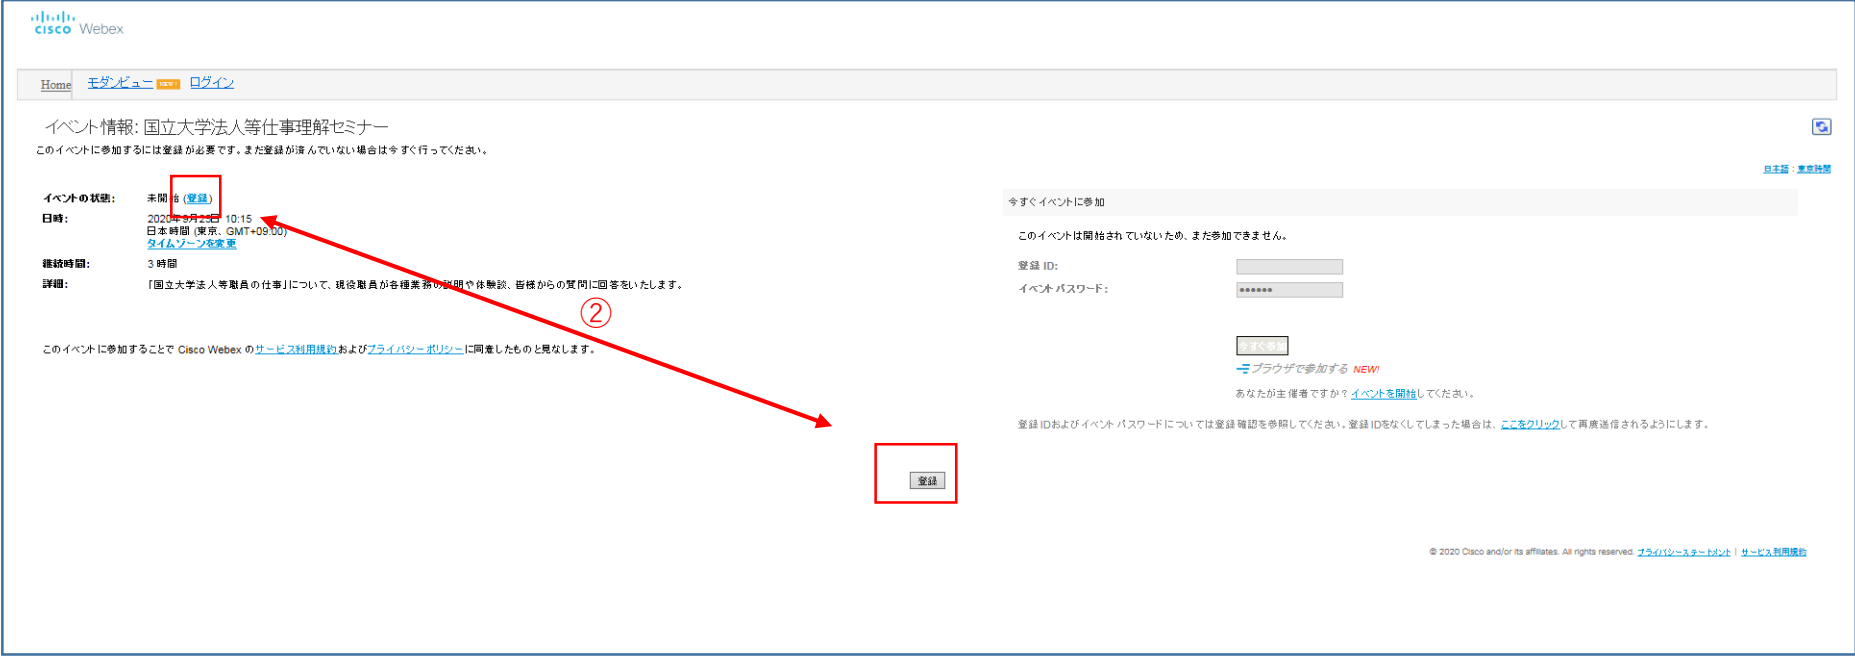 CISCO Webex
Home モダンビュー NEW! ログイン
イベント情報: 国立大学法人等仕事理解セミナー
このイベントに参加するには登録が必要です。まだ登録が済んでいない場合は今すぐ行ってください。
日本語 : 東京時間
イベントの状態: 未開始 (登録)
日時: 2020年9月25日 10:15
日本時間 (東京、GMT+09:00)
タイムゾーンを変更
継続時間: 3 時間
詳細: 「国立大学法人等職員の仕事」について、現役職員が各種業務の説明や体験談、皆様からの質問に回答をいたします。
②
このイベントに参加することで Cisco Webex のサービス利用規約およびプライバシー ポリシーに同意したものと見なします。
登録
今すぐイベントに参加
このイベントは開始されていないため、まだ参加できません。
登録 ID:
イベント パスワード: ••••••
今すぐ参加
ブラウザで参加する NEW!
あなたが主催者ですか? イベントを開始してください。
登録 IDおよびイベント パスワードについては登録確認を参照してください。登録 IDをなくしてしまった場合は、ここをクリックして再度送信されるようにします。
© 2020 Cisco and/or its affiliates. All rights reserved. プライバシーステートメント | サービス利用規約